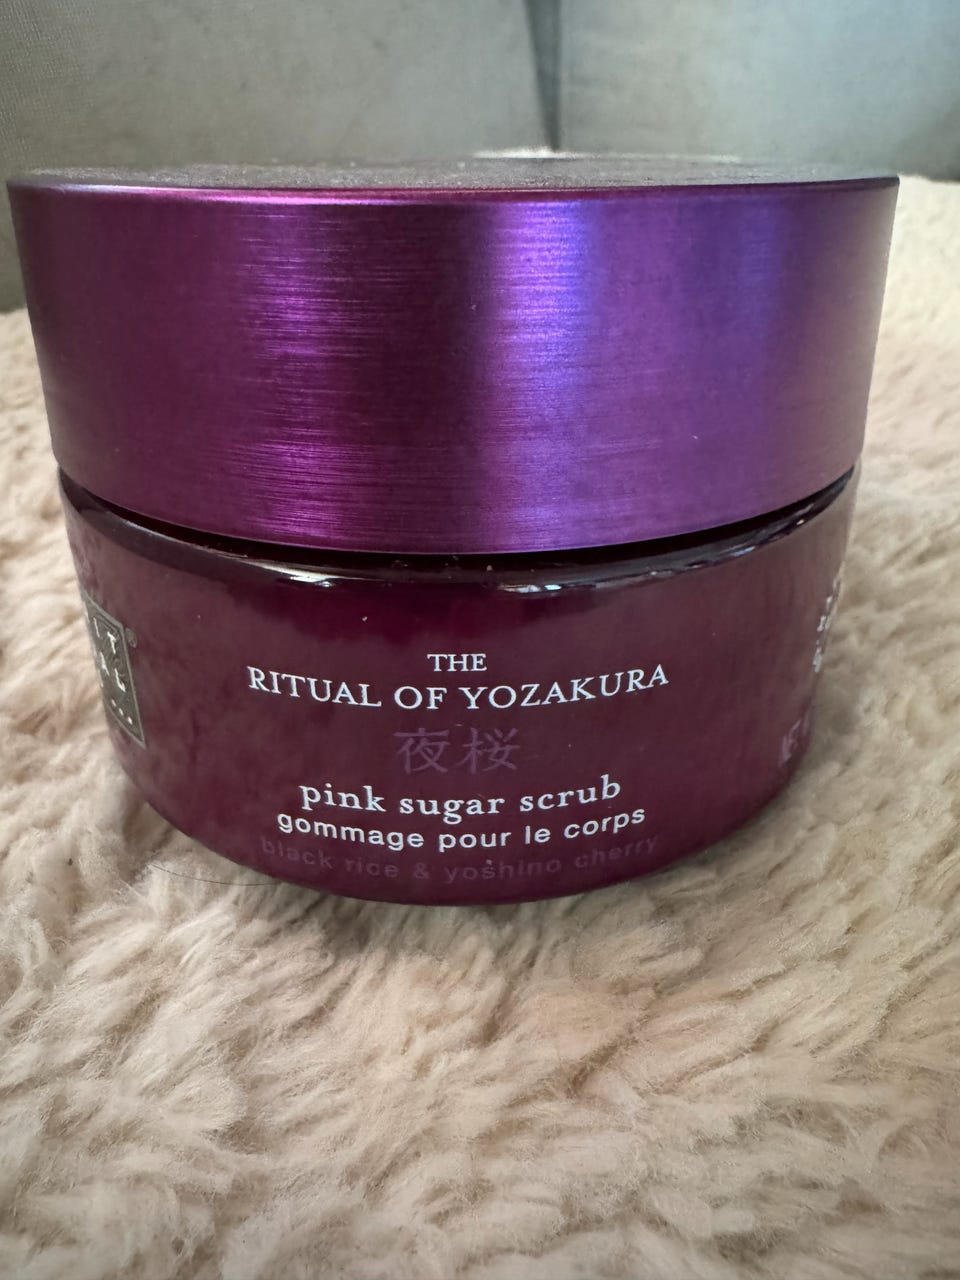 THE
RITUAL OF YOZAKURA
夜桜
pink sugar scrub
gommage pour le corps
black rice & yoshino cherry